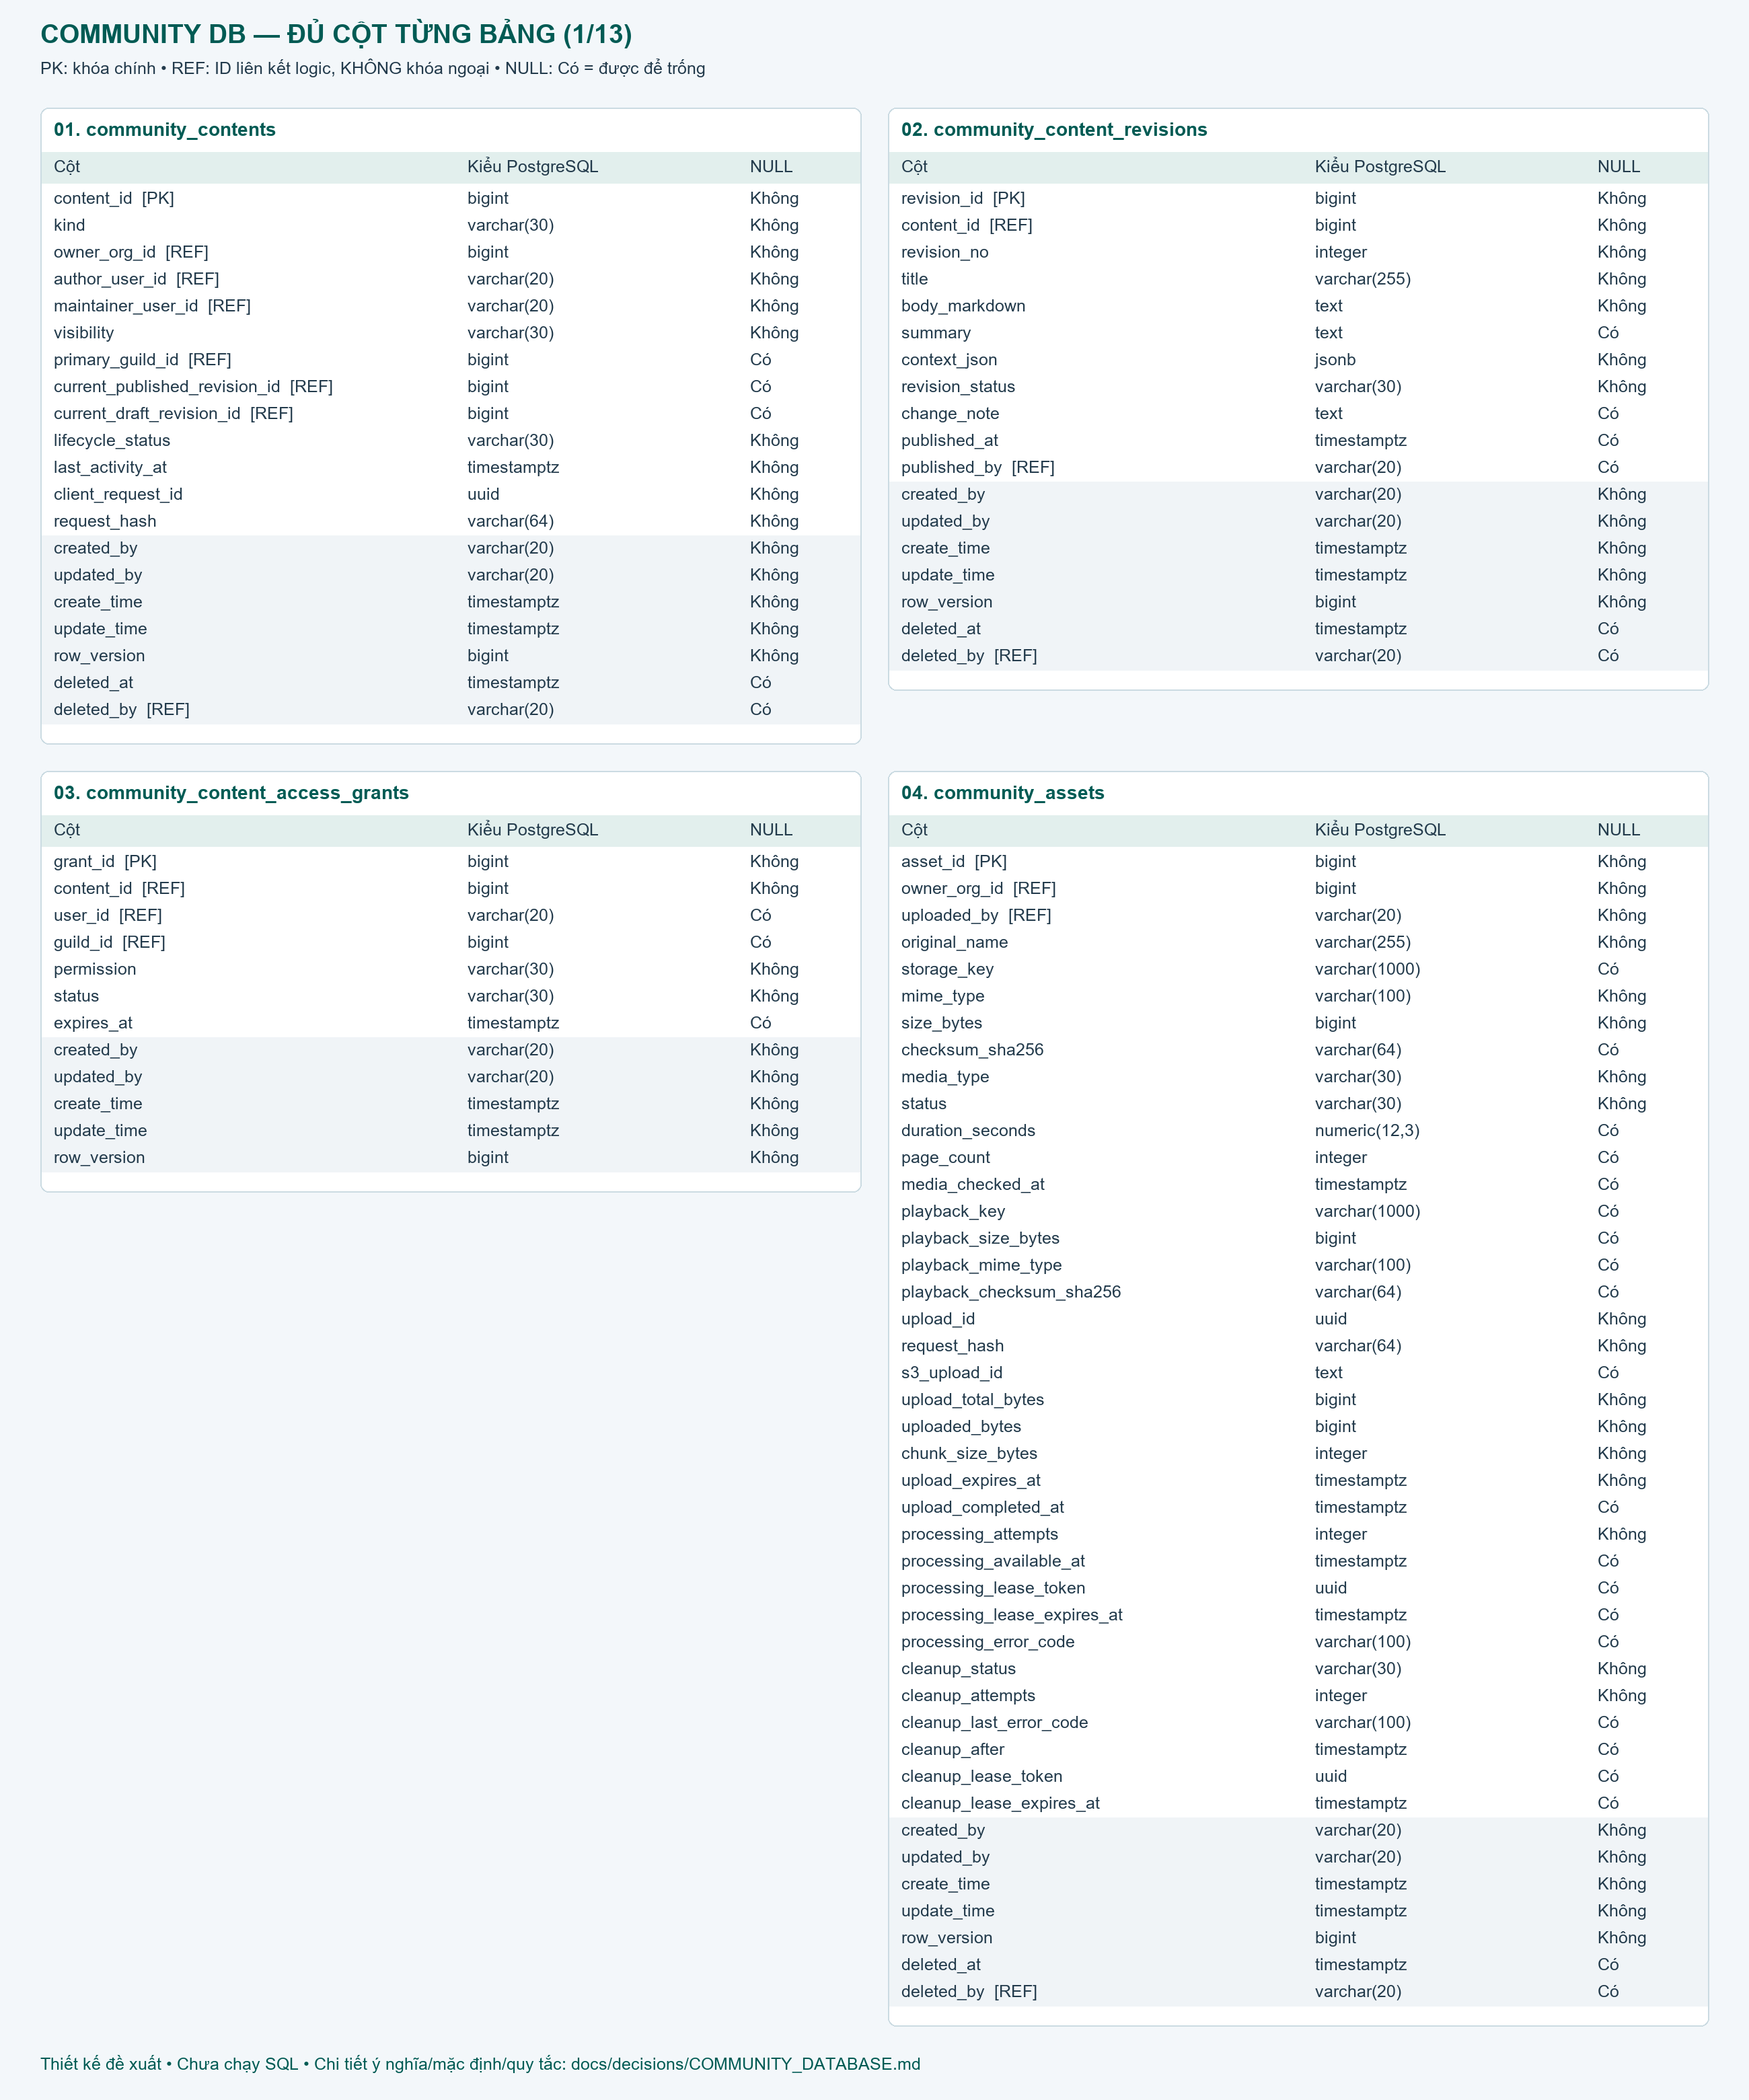 COMMUNITY DB — ĐỦ CỘT TỪNG BẢNG (1/13)
PK: khóa chính • REF: ID liên kết logic, KHÔNG khóa ngoại • NULL: Có = được để trống
01. community_contents
Cột Kiểu PostgreSQL NULL
content_id [PK] bigint Không
kind varchar(30) Không
owner_org_id [REF] bigint Không
author_user_id [REF] varchar(20) Không
maintainer_user_id [REF] varchar(20) Không
visibility varchar(30) Không
primary_guild_id [REF] bigint Có
current_published_revision_id [REF] bigint Có
current_draft_revision_id [REF] bigint Có
lifecycle_status varchar(30) Không
last_activity_at timestamptz Không
client_request_id uuid Không
request_hash varchar(64) Không
created_by varchar(20) Không
updated_by varchar(20) Không
create_time timestamptz Không
update_time timestamptz Không
row_version bigint Không
deleted_at timestamptz Có
deleted_by [REF] varchar(20) Có
02. community_content_revisions
Cột Kiểu PostgreSQL NULL
revision_id [PK] bigint Không
content_id [REF] bigint Không
revision_no integer Không
title varchar(255) Không
body_markdown text Không
summary text Có
context_json jsonb Không
revision_status varchar(30) Không
change_note text Có
published_at timestamptz Có
published_by [REF] varchar(20) Có
created_by varchar(20) Không
updated_by varchar(20) Không
create_time timestamptz Không
update_time timestamptz Không
row_version bigint Không
deleted_at timestamptz Có
deleted_by [REF] varchar(20) Có
03. community_content_access_grants
Cột Kiểu PostgreSQL NULL
grant_id [PK] bigint Không
content_id [REF] bigint Không
user_id [REF] varchar(20) Có
guild_id [REF] bigint Có
permission varchar(30) Không
status varchar(30) Không
expires_at timestamptz Có
created_by varchar(20) Không
updated_by varchar(20) Không
create_time timestamptz Không
update_time timestamptz Không
row_version bigint Không
04. community_assets
Cột Kiểu PostgreSQL NULL
asset_id [PK] bigint Không
owner_org_id [REF] bigint Không
uploaded_by [REF] varchar(20) Không
original_name varchar(255) Không
storage_key varchar(1000) Có
mime_type varchar(100) Không
size_bytes bigint Không
checksum_sha256 varchar(64) Có
media_type varchar(30) Không
status varchar(30) Không
duration_seconds numeric(12,3) Có
page_count integer Có
media_checked_at timestamptz Có
playback_key varchar(1000) Có
playback_size_bytes bigint Có
playback_mime_type varchar(100) Có
playback_checksum_sha256 varchar(64) Có
upload_id uuid Không
request_hash varchar(64) Không
s3_upload_id text Có
upload_total_bytes bigint Không
uploaded_bytes bigint Không
chunk_size_bytes integer Không
upload_expires_at timestamptz Không
upload_completed_at timestamptz Có
processing_attempts integer Không
processing_available_at timestamptz Có
processing_lease_token uuid Có
processing_lease_expires_at timestamptz Có
processing_error_code varchar(100) Có
cleanup_status varchar(30) Không
cleanup_attempts integer Không
cleanup_last_error_code varchar(100) Có
cleanup_after timestamptz Có
cleanup_lease_token uuid Có
cleanup_lease_expires_at timestamptz Có
created_by varchar(20) Không
updated_by varchar(20) Không
create_time timestamptz Không
update_time timestamptz Không
row_version bigint Không
deleted_at timestamptz Có
deleted_by [REF] varchar(20) Có
Thiết kế đề xuất • Chưa chạy SQL • Chi tiết ý nghĩa/mặc định/quy tắc: docs/decisions/COMMUNITY_DATABASE.md